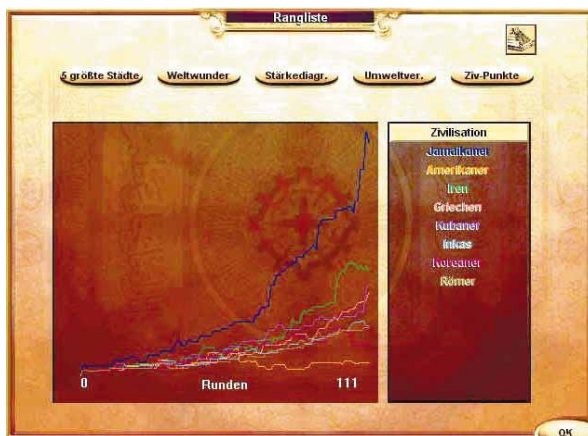 Rangliste
5 größte Städte Weltwunder Stärkediagr. Umweltver. Ziv-Punkte
Zivilisation
Jamaikaner
Amerikaner
Iren
Griechen
Kubaner
Inkas
Koreaner
Römer
0 Runden 111
OK